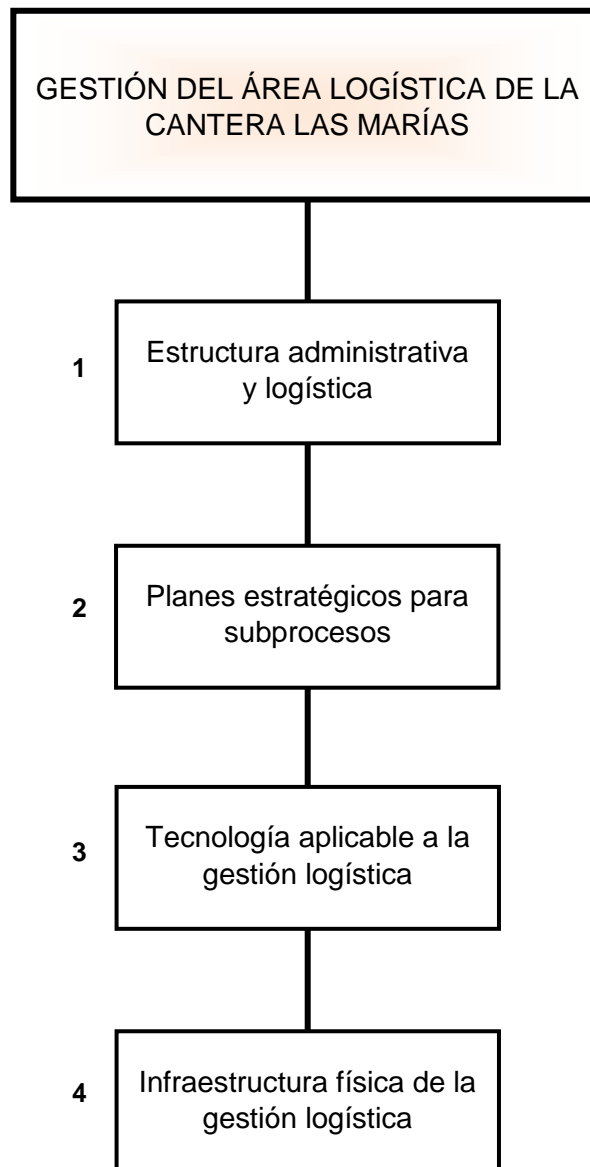 GESTIÓN DEL ÁREA LOGÍSTICA DE LA
CANTERA LAS MARÍAS
1
Estructura administrativa
y logística
2
Planes estratégicos para
subprocesos
3
Tecnología aplicable a la
gestión logística
4
Infraestructura física de la
gestión logística